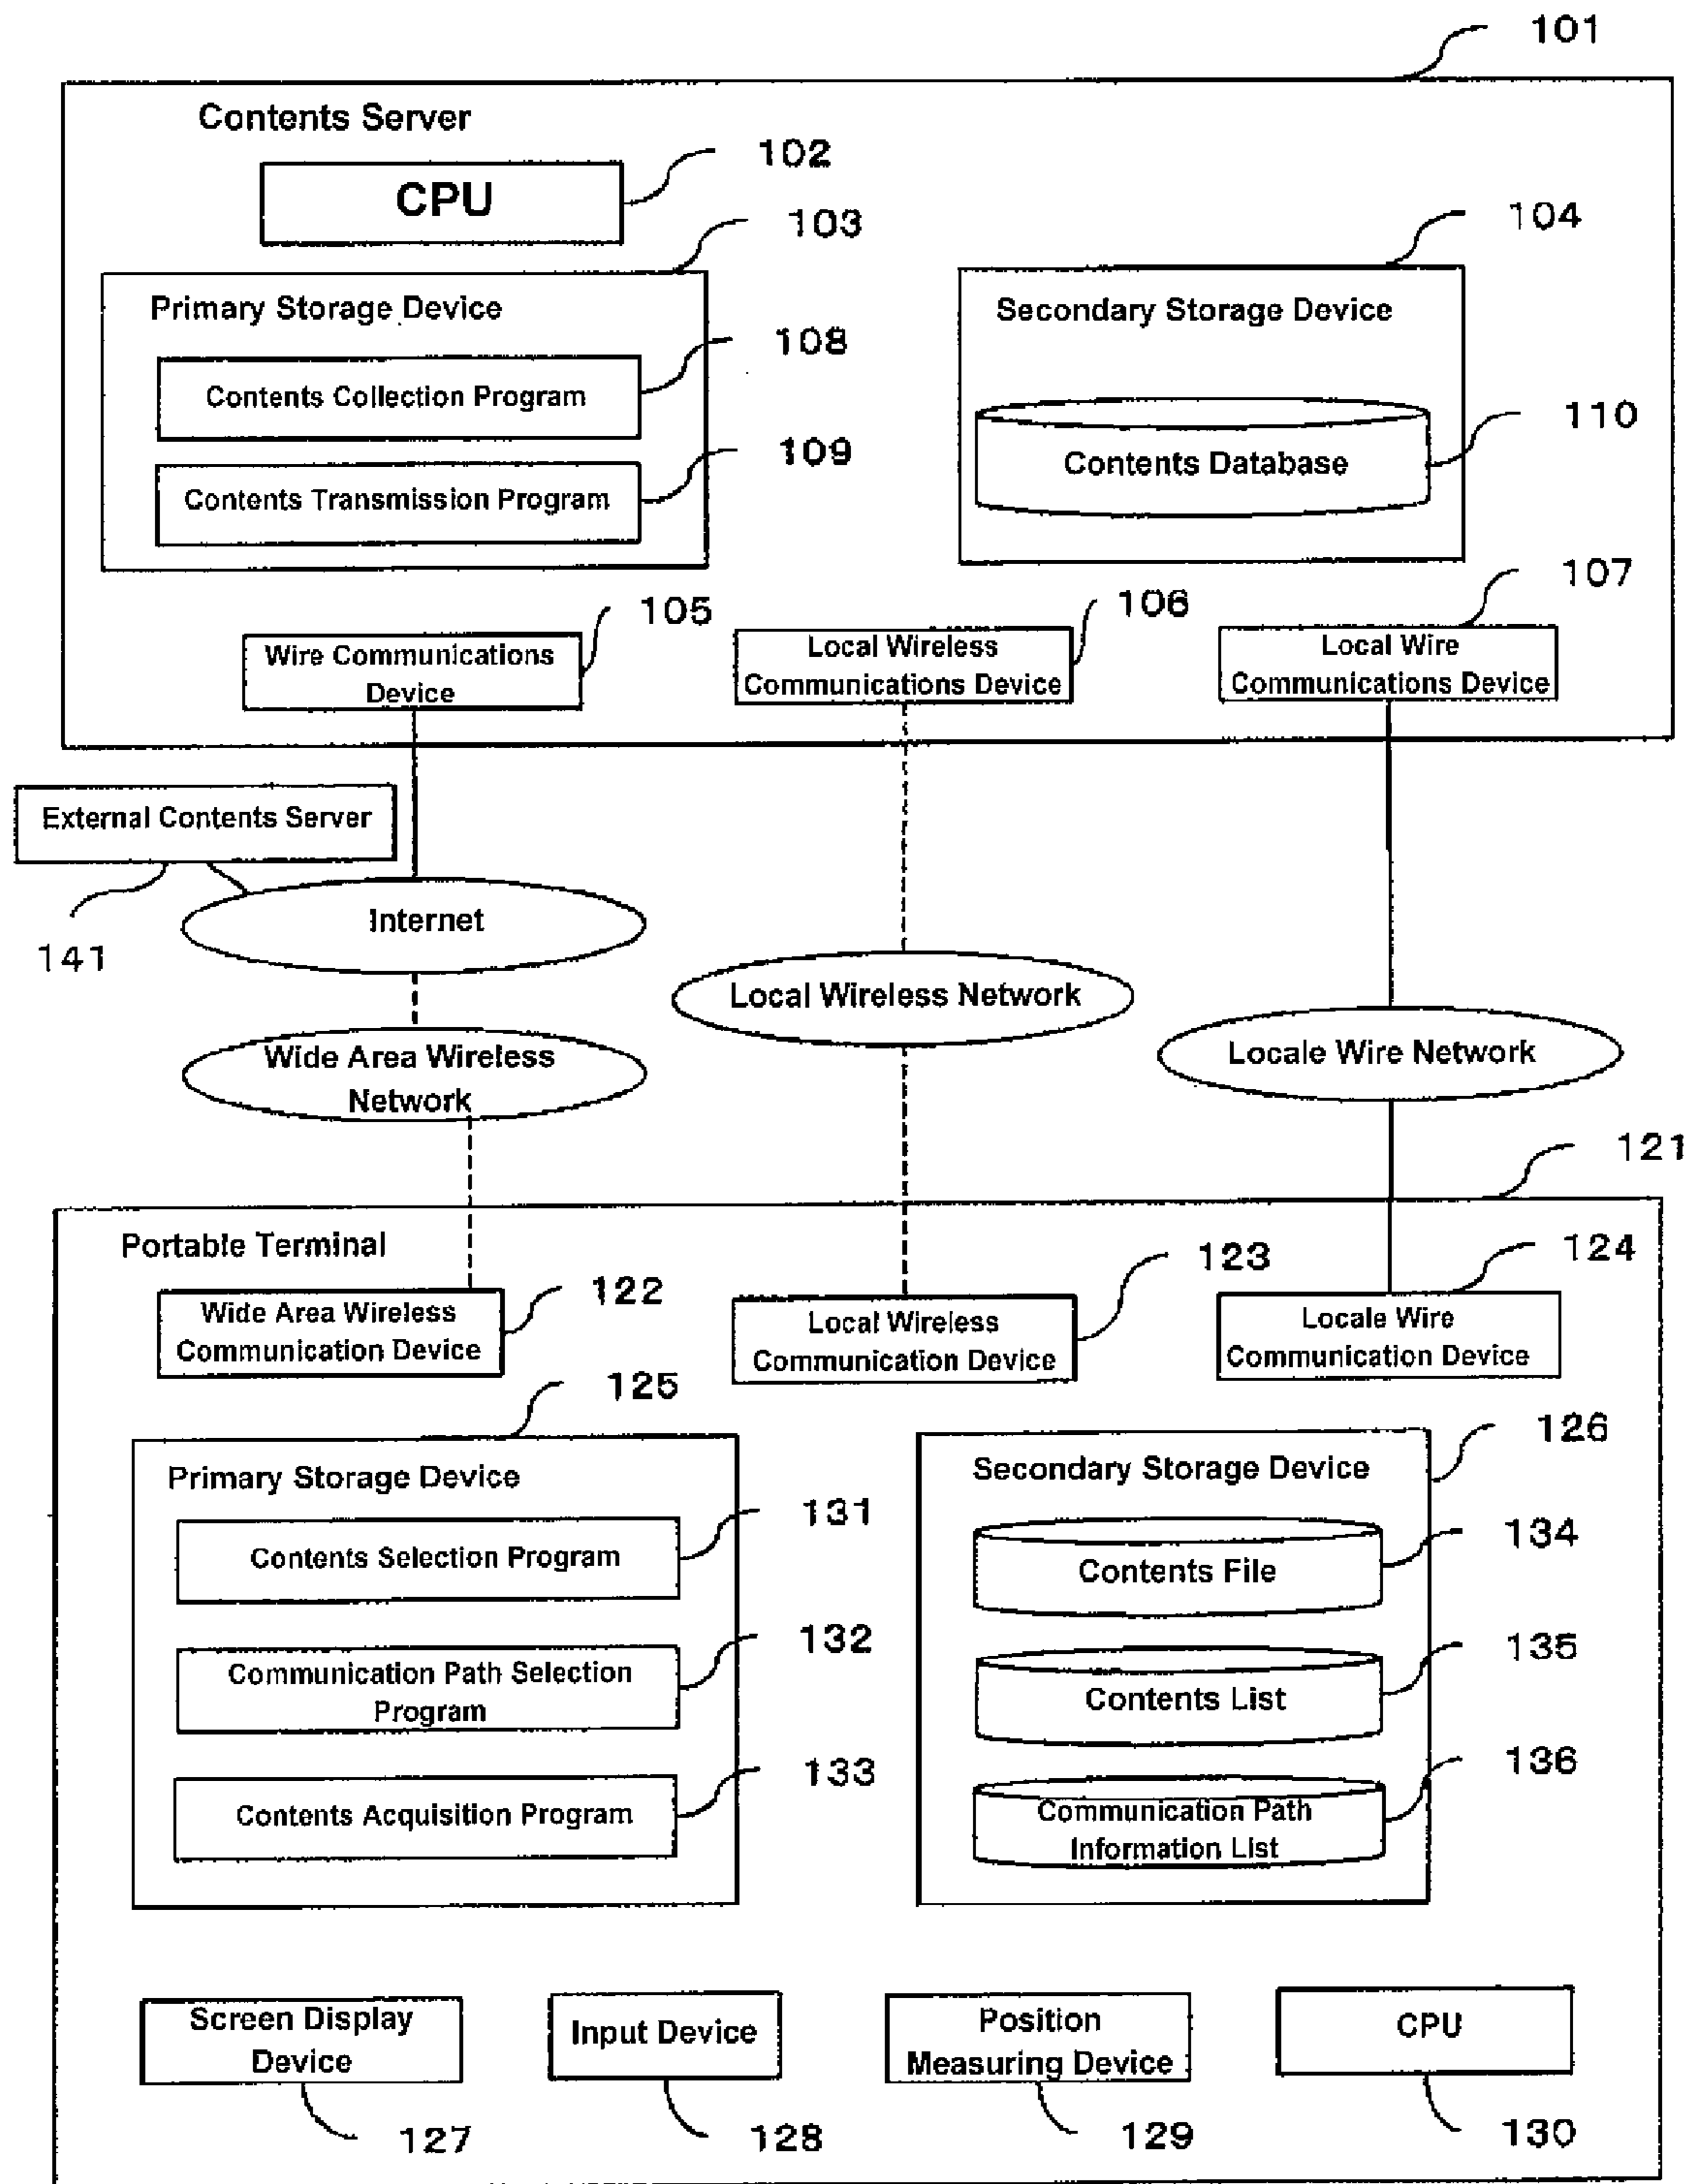 101
Contents Server
102
CPU
103
104
Primary Storage Device
Secondary Storage Device
108
Contents Collection Program
110
109
Contents Database
Contents Transmission Program
107
105
106
Wire Communications
Device
Local Wireless
Communications Device
Local Wire
Communications Device
External Contents Server
Internet
141
Local Wireless Network
Wide Area Wireless
Network
Locale Wire Network
121
Portable Terminal
122
123
124
Wide Area Wireless
Communication Device
Local Wireless
Communication Device
Locale Wire
Communication Device
125
126
Primary Storage Device
Secondary Storage Device
131
134
Contents Selection Program
Contents File
132
135
Communication Path Selection
Program
Contents List
133
136
Contents Acquisition Program
Communication Path
Information List
Screen Display
Device
Input Device
Position
Measuring Device
CPU
127
128
129
130